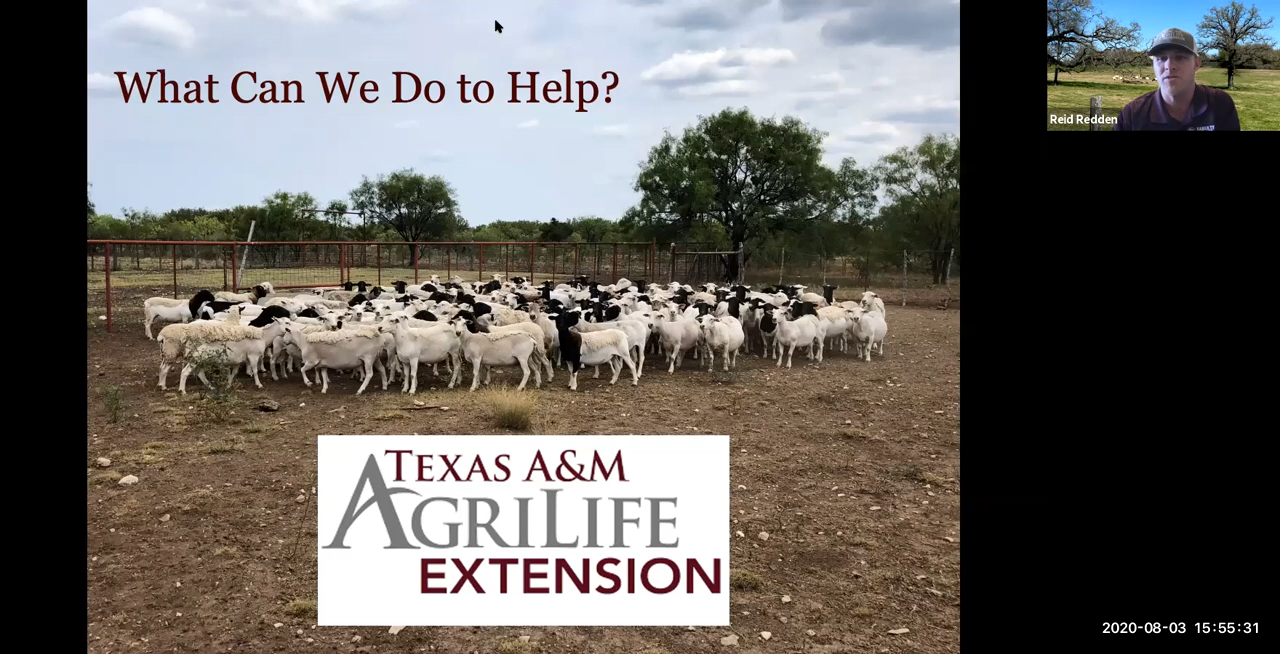 What Can We Do to Help?
Reid Redden
TEXAS A&M
AGRILIFE
EXTENSION
2020-08-03 15:55:31